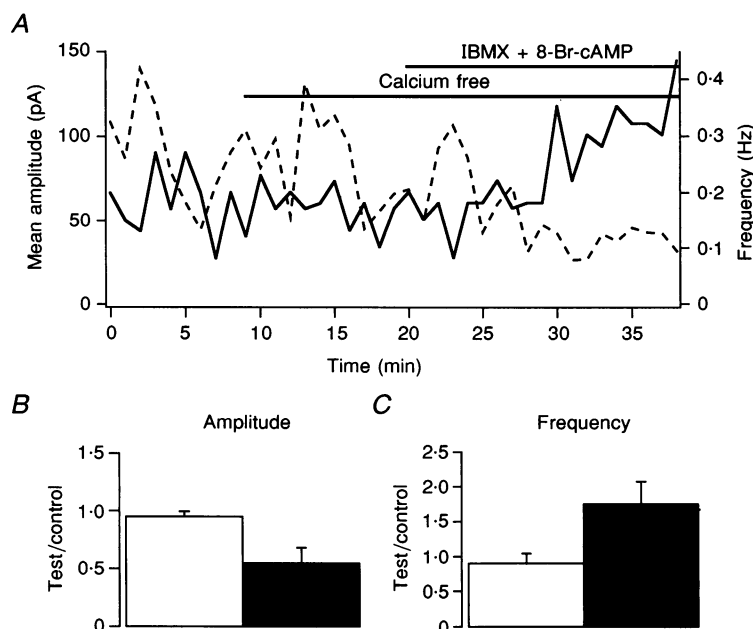 A
IBMX + 8-Br-cAMP
Calcium free
Mean amplitude (pA)
150
100
50
0
Frequency (Hz)
0·4
0·3
0·2
0·1
0
0 5 10 15 20 25 30 35
Time (min)
B
Amplitude
Test/control
1·5
1·0
0·5
0
C
Frequency
Test/control
2·5
2·0
1·5
1·0
0·5
0